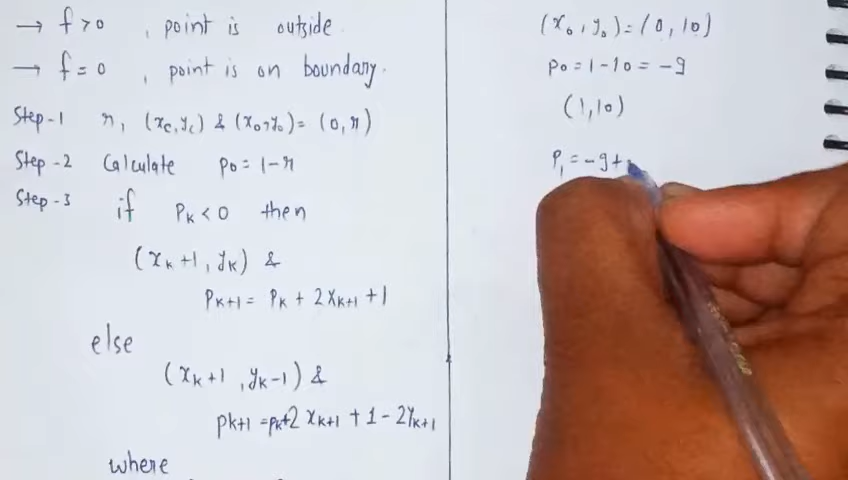 → f > 0 , point is outside.
→ f = 0 , point is on boundary.
Step-1 r, (xc, yc) & (x0, y0) = (0, r)
Step-2 Calculate p0 = 1 - r
Step-3 if Pk < 0 then
(xk+1, yk) &
Pk+1 = Pk + 2xk+1 + 1
else
(xk+1, yk-1) &
pk+1 = pk+2 xk+1 + 1 - 2yk+1
where
(x0, y0) = (0, 10)
p0 = 1 - 10 = -9
(1, 10)
P1 = -9+